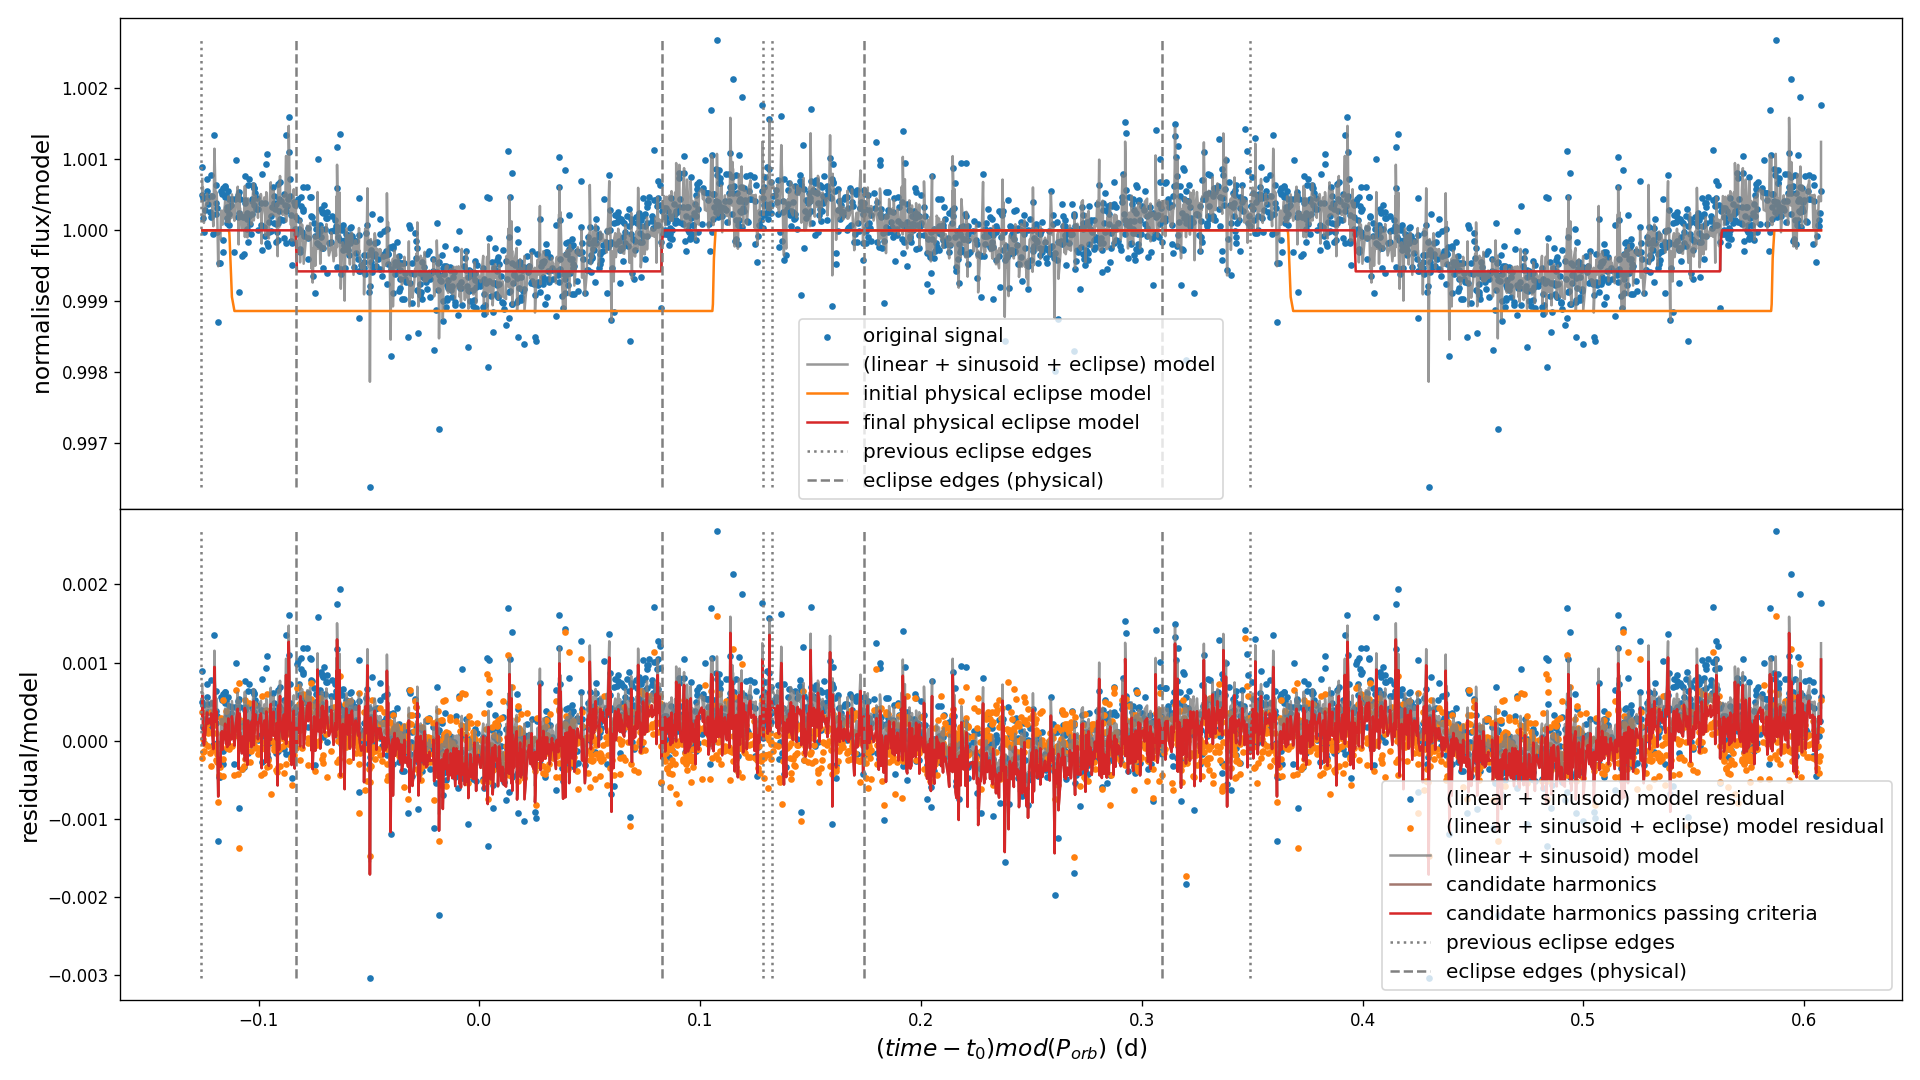 normalised flux/model
1.002
1.001
1.000
0.999
0.998
0.997
original signal
(linear + sinusoid + eclipse) model
initial physical eclipse model
final physical eclipse model
previous eclipse edges
eclipse edges (physical)
residual/model
0.002
0.001
0.000
−0.001
−0.002
−0.003
(linear + sinusoid) model residual
(linear + sinusoid + eclipse) model residual
(linear + sinusoid) model
candidate harmonics
candidate harmonics passing criteria
previous eclipse edges
eclipse edges (physical)
−0.1 0.0 0.1 0.2 0.3 0.4 0.5 0.6
(time − t₀)mod(P_orb) (d)